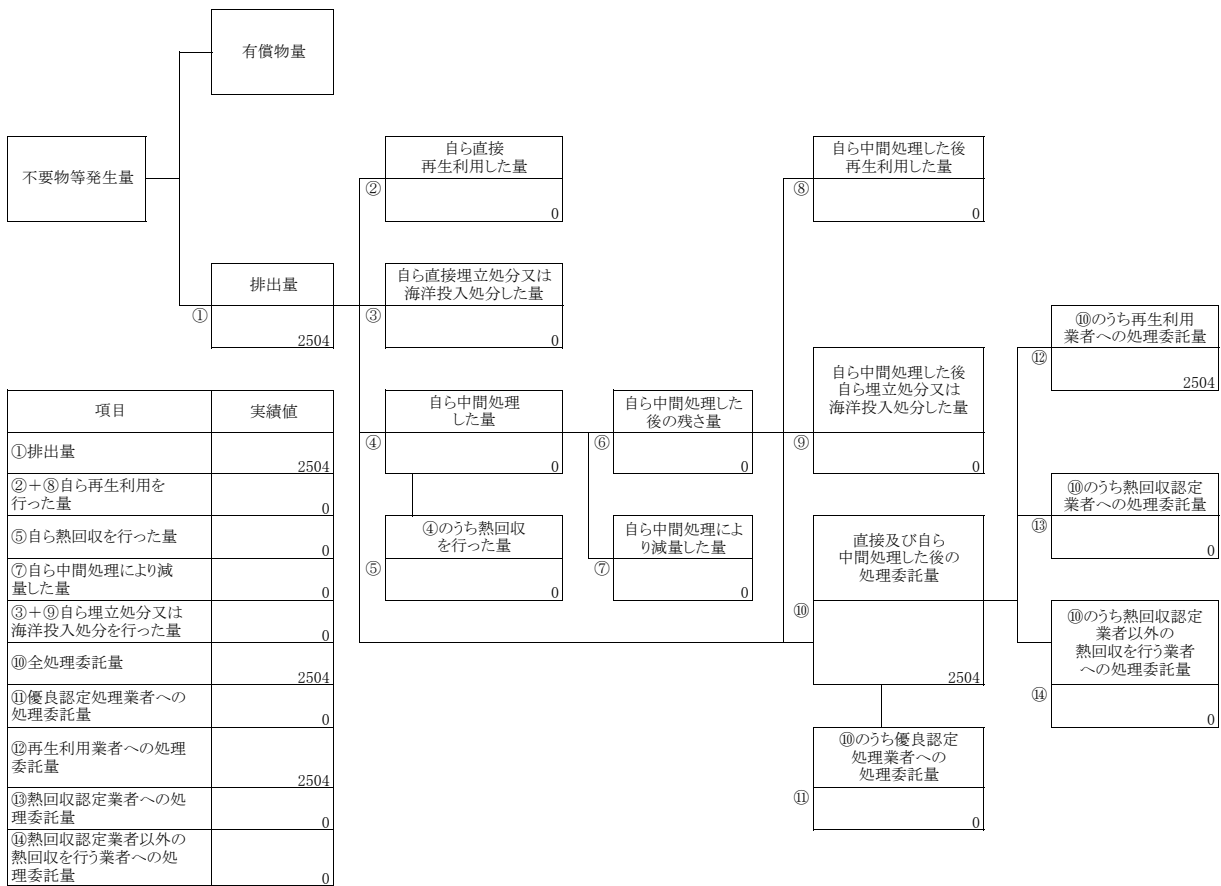 有償物量
不要物等発生量
排出量
①
2504
自ら直接
再生利用した量
②
0
自ら直接埋立処分又は
海洋投入処分した量
③
0
自ら中間処理
した量
④
0
④のうち熱回収
を行った量
⑤
0
自ら中間処理した
後の残さ量
⑥
0
自ら中間処理によ
り減量した量
⑦
0
自ら中間処理した後
再生利用した量
⑧
0
自ら中間処理した後
自ら埋立処分又は
海洋投入処分した量
⑨
0
直接及び自ら
中間処理した後の
処理委託量
⑩
2504
⑩のうち優良認定
処理業者への
処理委託量
⑪
0
⑩のうち再生利用
業者への処理委託量
⑫
2504
⑩のうち熱回収認定
業者への処理委託量
⑬
0
⑩のうち熱回収認定
業者以外の
熱回収を行う業者
への処理委託量
⑭
0
項目 実績値
①排出量
2504
②+⑧自ら再生利用を
行った量
0
⑤自ら熱回収を行った量
0
⑦自ら中間処理により減
量した量
0
③+⑨自ら埋立処分又は
海洋投入処分を行った量
0
⑩全処理委託量
2504
⑪優良認定処理業者への
処理委託量
0
⑫再生利用業者への処理
委託量
2504
⑬熱回収認定業者への処
理委託量
0
⑭熱回収認定業者以外の
熱回収を行う業者への処
理委託量
0